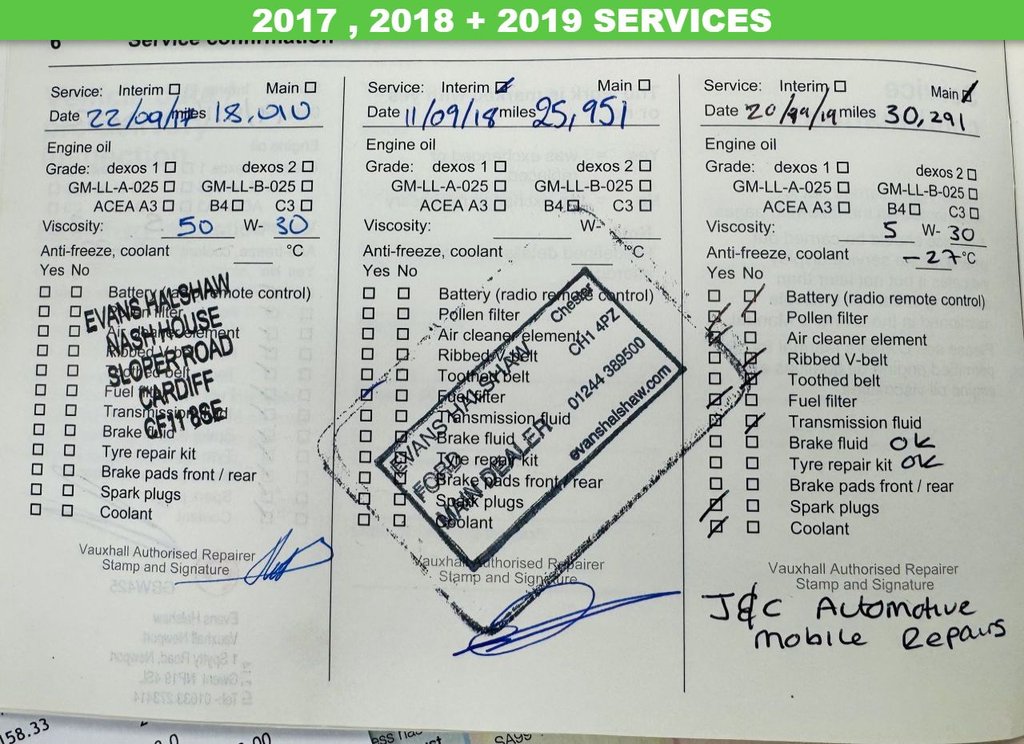 2017 , 2018 + 2019 SERVICES
6 Service confirmation
Service: Interim Main
Date 22/09/17 miles 18,010
Engine oil
Grade: dexos 1 dexos 2
GM-LL-A-025 GM-LL-B-025
ACEA A3 B4 C3
Viscosity: 50 W- 30
Anti-freeze, coolant °C
Yes No
Battery (radio remote control)
Pollen filter
Air cleaner element
Ribbed V-belt
Toothed belt
Fuel filter
Transmission fluid
Brake fluid
Tyre repair kit
Brake pads front / rear
Spark plugs
Coolant
EVANS HALSHAW
NASH HOUSE
SLOPER ROAD
CARDIFF
CF11 8SE
Vauxhall Authorised Repairer
Stamp and Signature
Service: Interim Main
Date 11/09/18 miles 25,951
Engine oil
Grade: dexos 1 dexos 2
GM-LL-A-025 GM-LL-B-025
ACEA A3 B4 C3
Viscosity: W-
Anti-freeze, coolant °C
Yes No
Battery (radio remote control)
Pollen filter
Air cleaner element
Ribbed V-belt
Toothed belt
Fuel filter
Transmission fluid
Brake fluid
Tyre repair kit
Brake pads front / rear
Spark plugs
Coolant
EVANS HALSHAW Chester
FORD CH1 4PZ
MAIN DEALER 01244 389500
evanshalshaw.com
Vauxhall Authorised Repairer
Stamp and Signature
Service: Interim Main
Date 20/ /19 miles 30,291
Engine oil
Grade: dexos 1 dexos 2
GM-LL-A-025 GM-LL-B-025
ACEA A3 B4 C3
Viscosity: 5 W- 30
Anti-freeze, coolant -27 °C
Yes No
Battery (radio remote control)
Pollen filter
Air cleaner element
Ribbed V-belt
Toothed belt
Fuel filter
Transmission fluid
Brake fluid OK
Tyre repair kit OK
Brake pads front / rear
Spark plugs
Coolant
Vauxhall Authorised Repairer
Stamp and Signature
J&C Automotive
Mobile Repairs
158.33